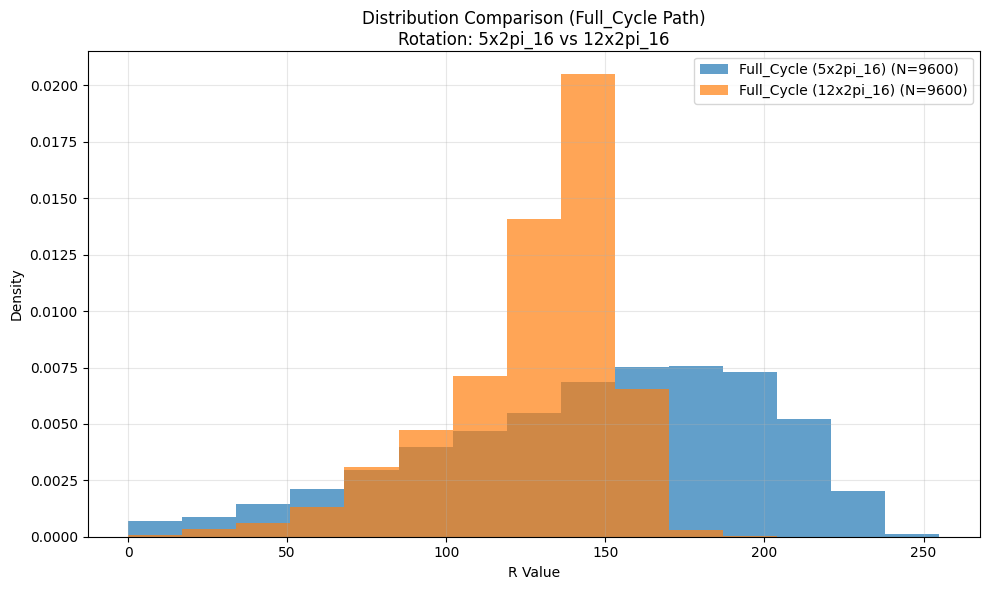 Distribution Comparison (Full_Cycle Path)
Rotation: 5x2pi_16 vs 12x2pi_16
Full_Cycle (5x2pi_16) (N=9600)
Full_Cycle (12x2pi_16) (N=9600)
Density
0.0200
0.0175
0.0150
0.0125
0.0100
0.0075
0.0050
0.0025
0.0000
0 50 100 150 200 250
R Value